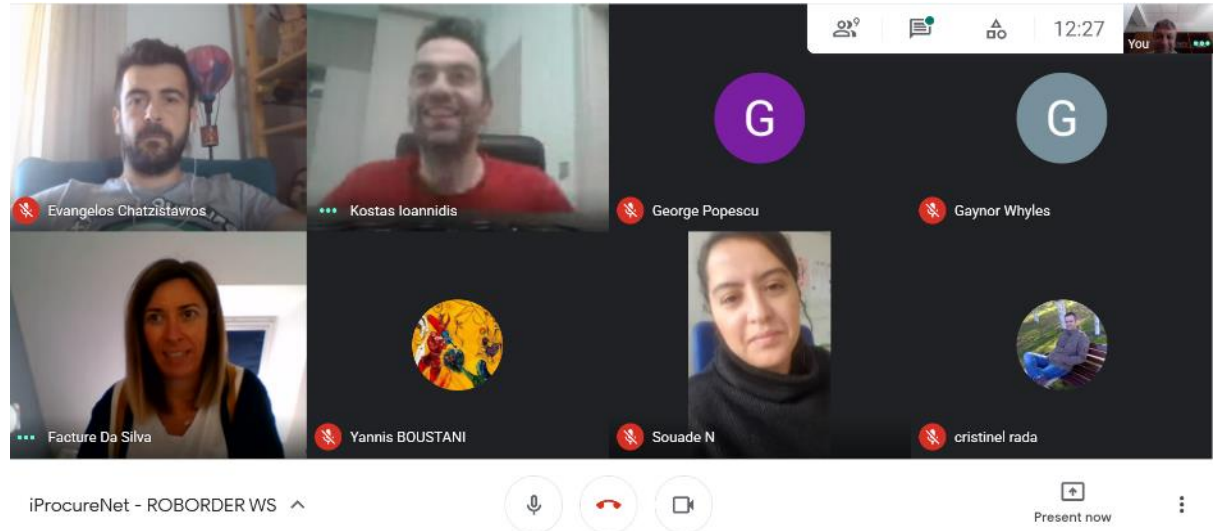 9
12:27
You
G
G
Evangelos Chatzistavros
Kostas Ioannidis
George Popescu
Gaynor Whyles
Facture Da Silva
Yannis BOUSTANI
Souade N
cristinel rada
iProcureNet - ROBORDER WS
Present now